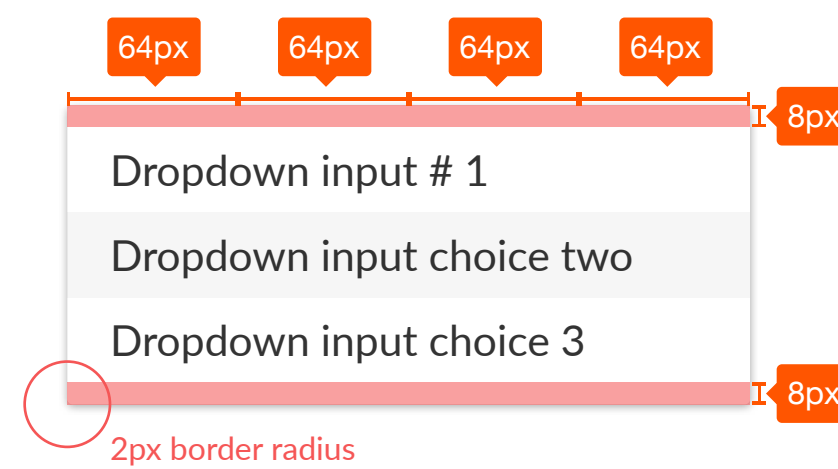 64px 64px 64px 64px
8px
Dropdown input # 1
Dropdown input choice two
Dropdown input choice 3
8px
2px border radius